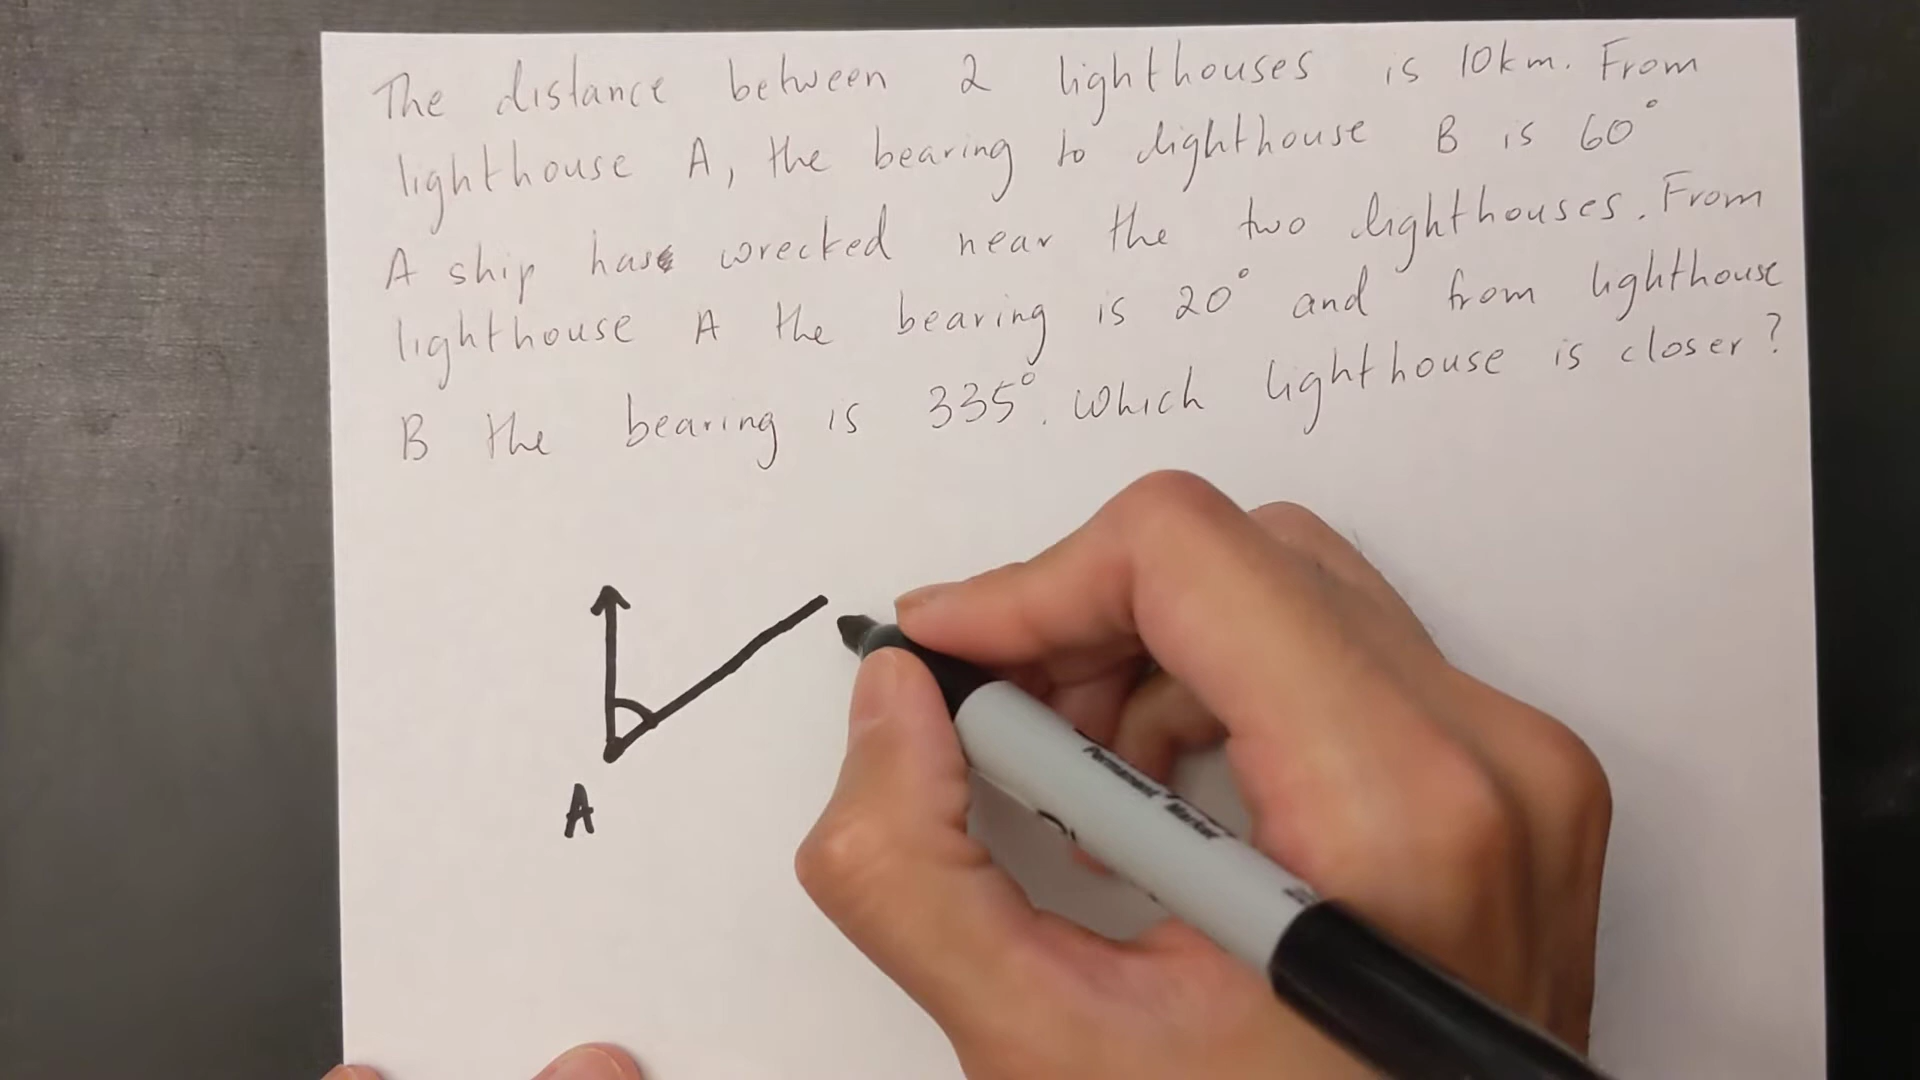 The distance between 2 lighthouses is 10km. From
lighthouse A, the bearing to lighthouse B is 60°
A ship has wrecked near the two lighthouses. From
lighthouse A the bearing is 20° and from lighthouse
B the bearing is 335°. Which lighthouse is closer?
A
Permanent Marker